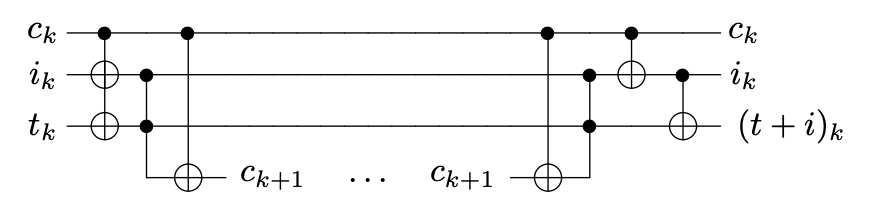 c_k c_k
i_k i_k
t_k (t + i)_k
c_{k+1} ... c_{k+1}